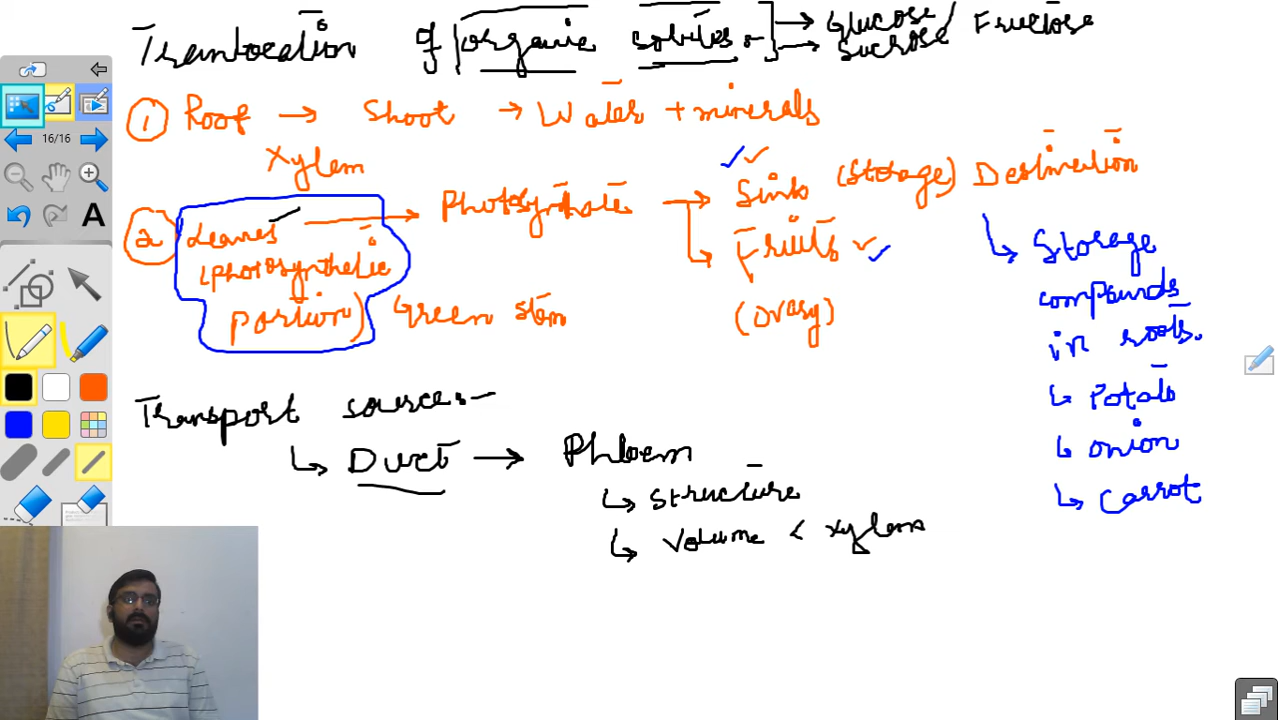 Translocation of [organic solutes -] → Glucose / Fructose
→ Sucrose
① Root → Shoot → Water + minerals
Xylem
② Leaves → Photosynthates → Sink (storage) Destination
(photosynthetic portion) Green stem
↳ Fruits
(Ovary)
↳ Storage
compounds
in roots.
↳ Potato
↳ onion
↳ Carrot
Transport sources -
↳ Duct → Phloem
↳ structure
↳ Volume < xylem
16/16
A